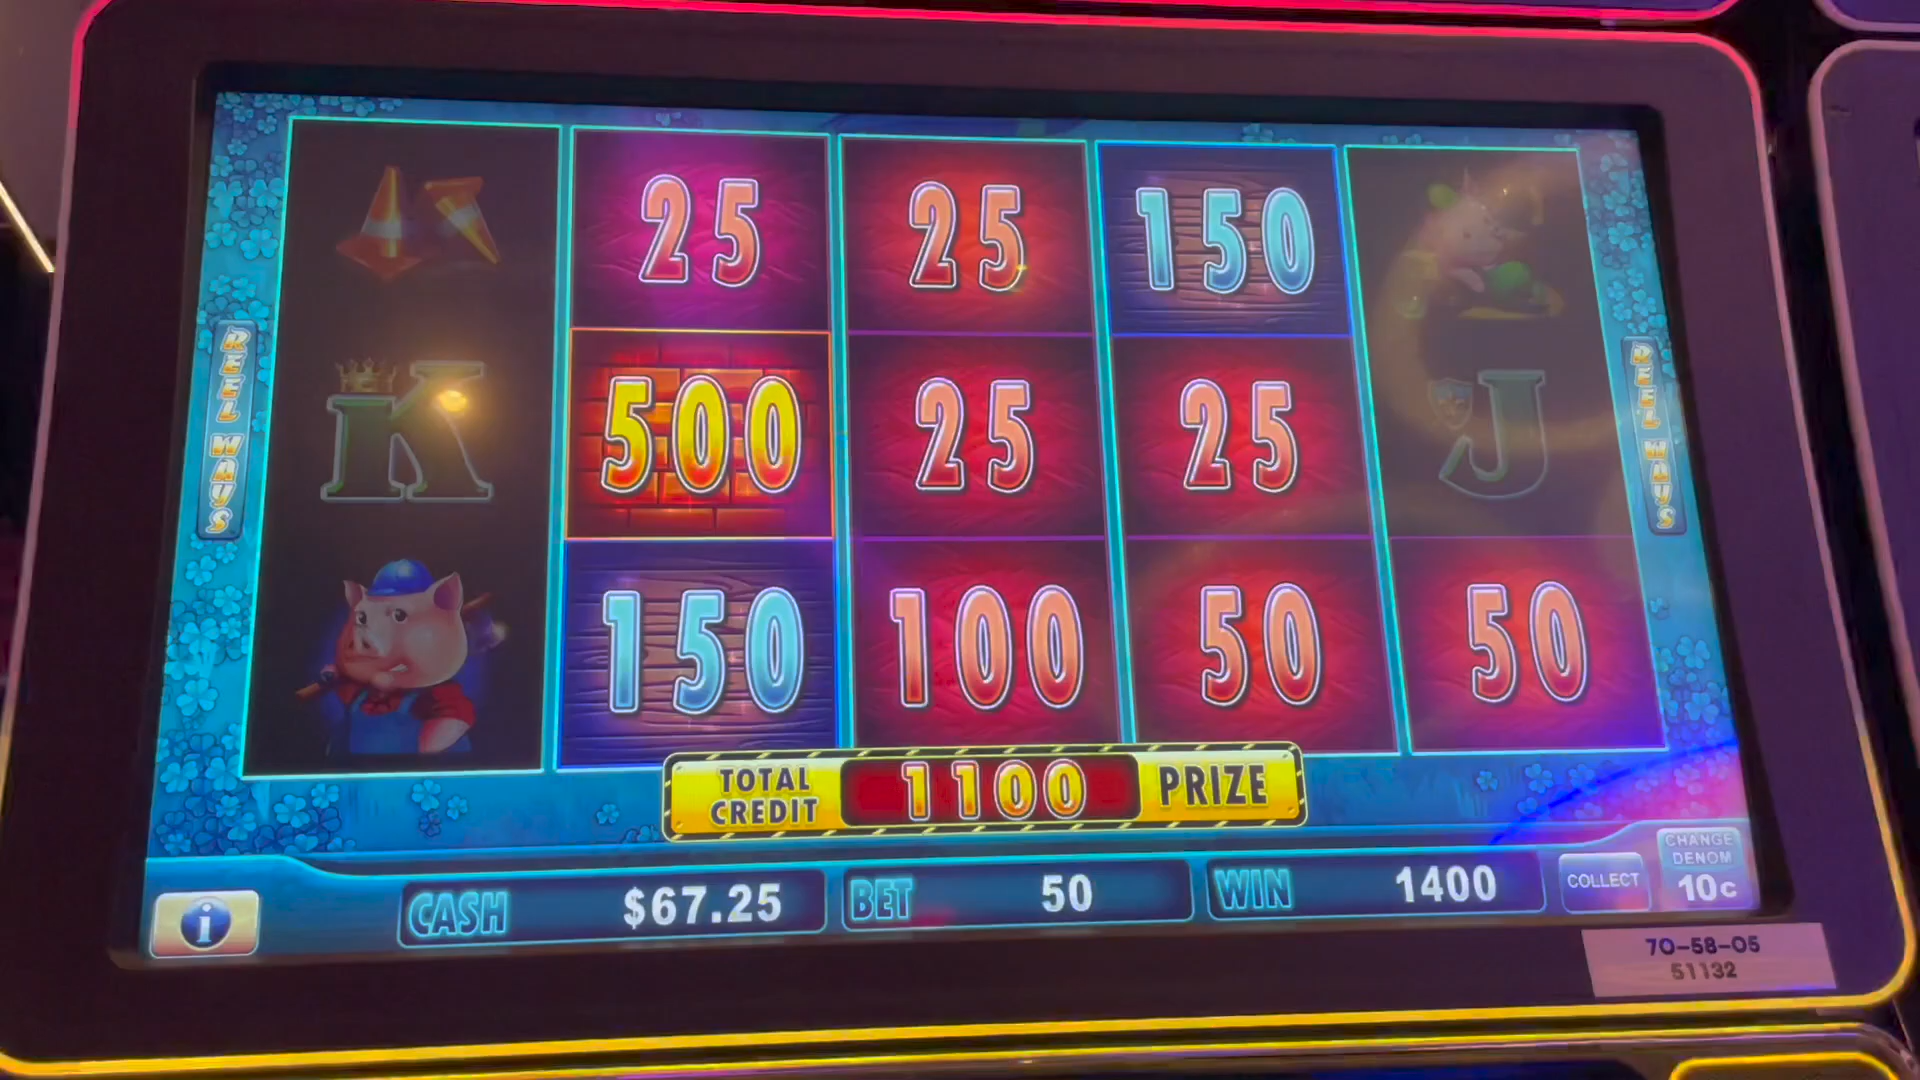 25 25 150
K 500 25 25 J
150 100 50 50
REEL WAYS
REEL WAYS
TOTAL CREDIT 1100 PRIZE
CASH $67.25 BET 50 WIN 1400 COLLECT
CHANGE
DENOM
10c
i
70-58-05
51132